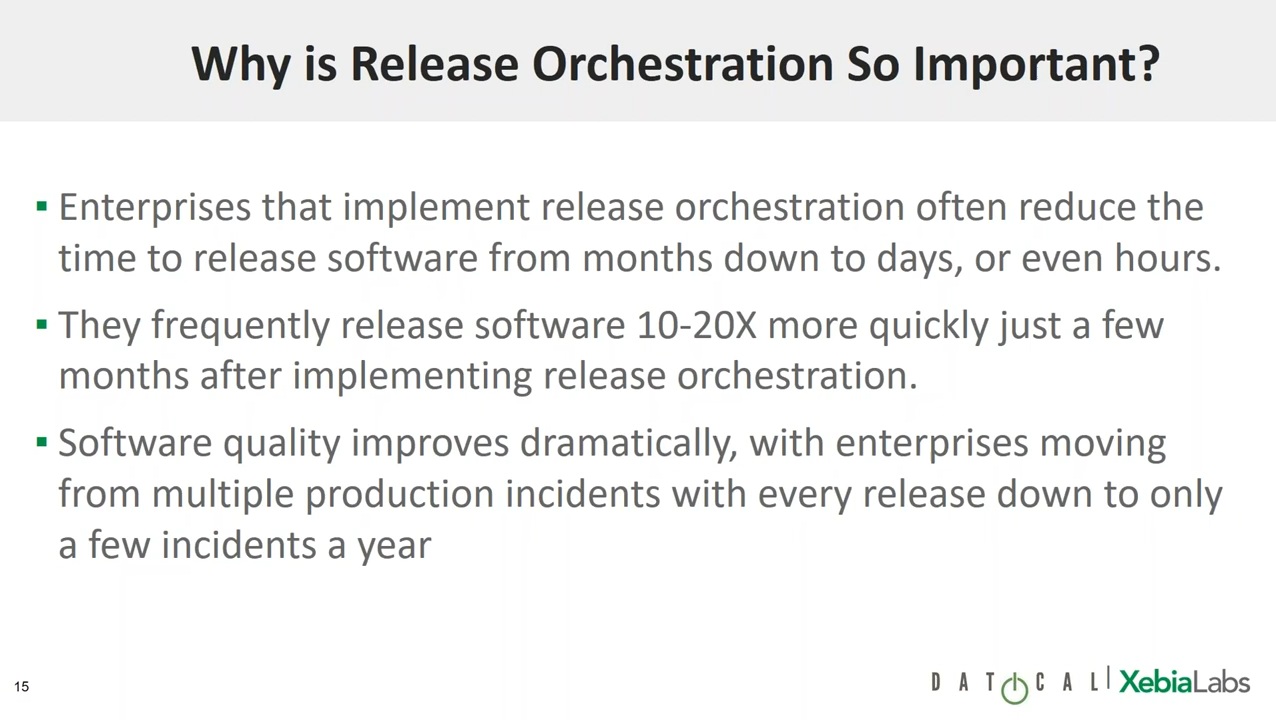 Why is Release Orchestration So Important?
▪ Enterprises that implement release orchestration often reduce the
time to release software from months down to days, or even hours.
▪ They frequently release software 10-20X more quickly just a few
months after implementing release orchestration.
▪ Software quality improves dramatically, with enterprises moving
from multiple production incidents with every release down to only
a few incidents a year
15
DATICAL | XebiaLabs